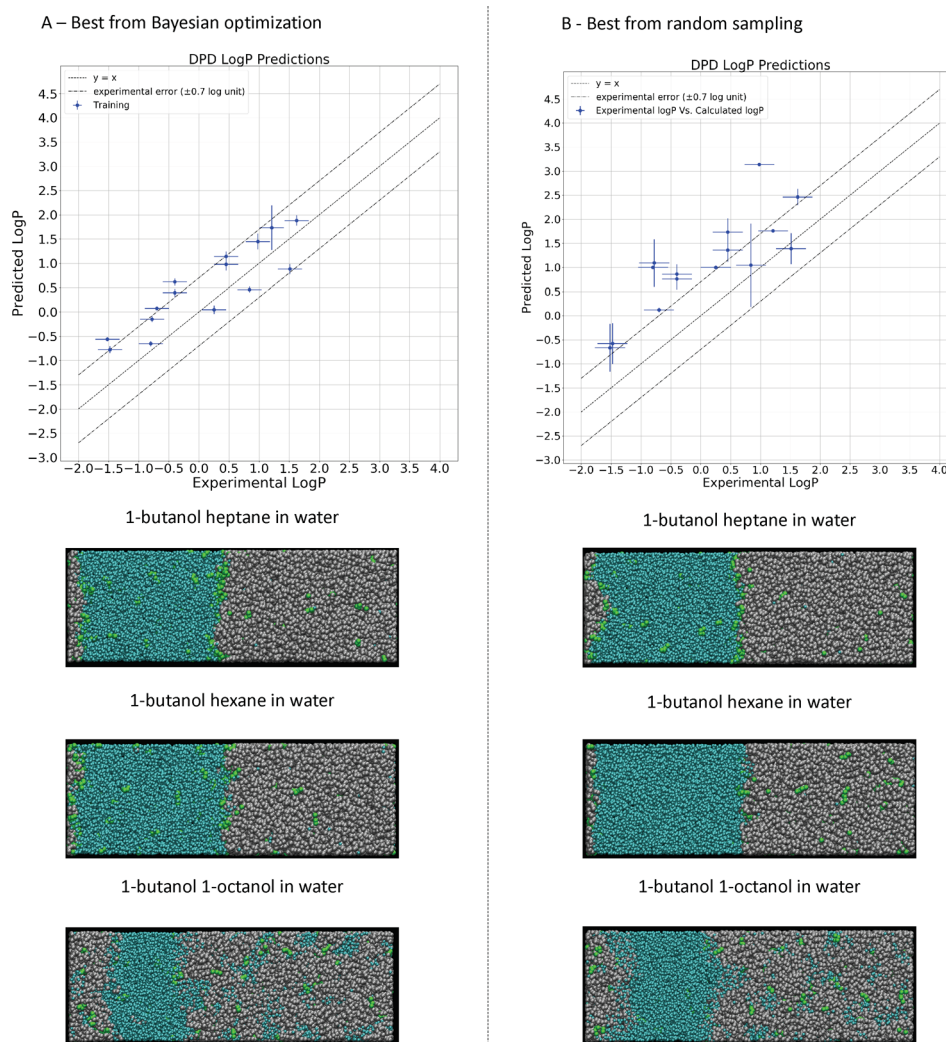 A – Best from Bayesian optimization
DPD LogP Predictions
y = x
experimental error (±0.7 log unit)
Training
4.5
4.0
3.5
3.0
2.5
2.0
1.5
1.0
0.5
0.0
−0.5
−1.0
−1.5
−2.0
−2.5
−3.0
Predicted LogP
−2.0−1.5−1.0−0.5 0.0 0.5 1.0 1.5 2.0 2.5 3.0 3.5 4.0
Experimental LogP
1-butanol heptane in water
1-butanol hexane in water
1-butanol 1-octanol in water
B - Best from random sampling
DPD LogP Predictions
y = x
experimental error (±0.7 log unit)
Experimental logP Vs. Calculated logP
4.5
4.0
3.5
3.0
2.5
2.0
1.5
1.0
0.5
0.0
−0.5
−1.0
−1.5
−2.0
−2.5
−3.0
Predicted LogP
−2.0 −1.5 −1.0 −0.5 0.0 0.5 1.0 1.5 2.0 2.5 3.0 3.5 4.0
Experimental LogP
1-butanol heptane in water
1-butanol hexane in water
1-butanol 1-octanol in water